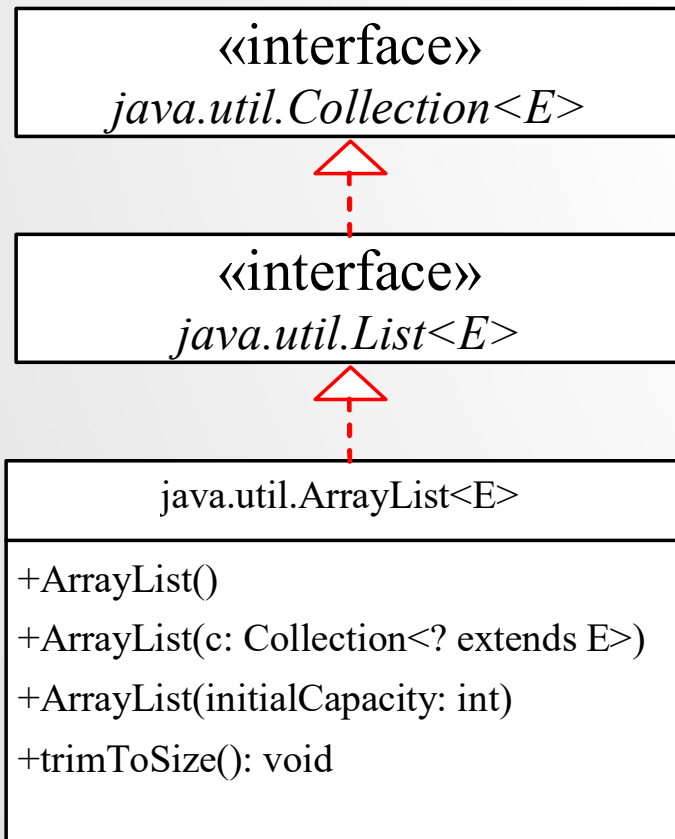 «interface»
java.util.Collection<E>
«interface»
java.util.List<E>
java.util.ArrayList<E>
+ArrayList()
+ArrayList(c: Collection<? extends E>)
+ArrayList(initialCapacity: int)
+trimToSize(): void